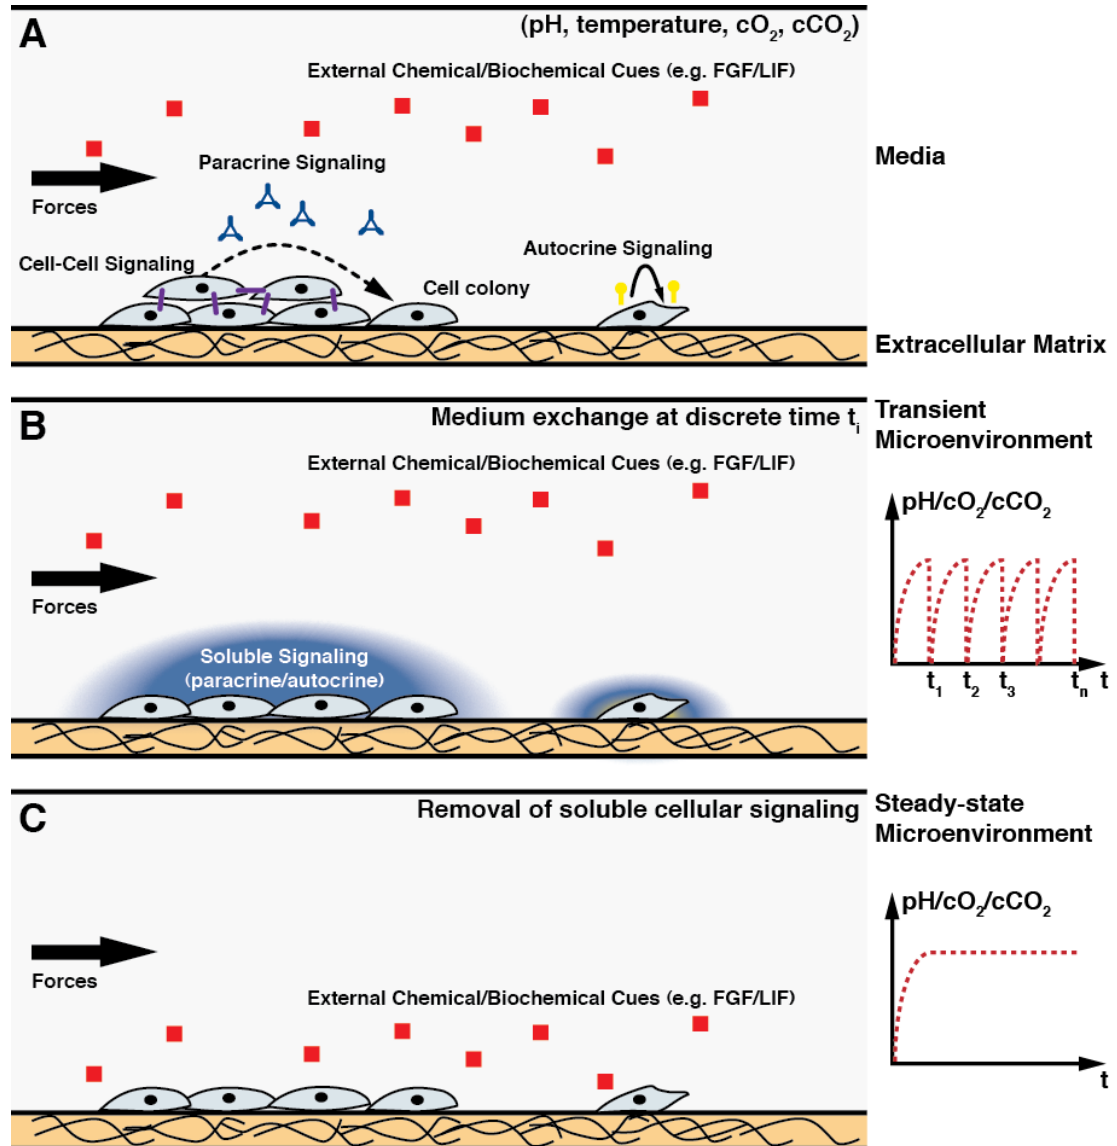 A
(pH, temperature, cO₂, cCO₂)
External Chemical/Biochemical Cues (e.g. FGF/LIF)
Paracrine Signaling
Media
Forces
Autocrine Signaling
Cell-Cell Signaling
Cell colony
Extracellular Matrix
B
Medium exchange at discrete time tᵢ
Transient
Microenvironment
External Chemical/Biochemical Cues (e.g. FGF/LIF)
pH/cO₂/cCO₂
Forces
Soluble Signaling
(paracrine/autocrine)
t₁ t₂ t₃ tₙ t
C
Removal of soluble cellular signaling
Steady-state
Microenvironment
pH/cO₂/cCO₂
Forces
External Chemical/Biochemical Cues (e.g. FGF/LIF)
t